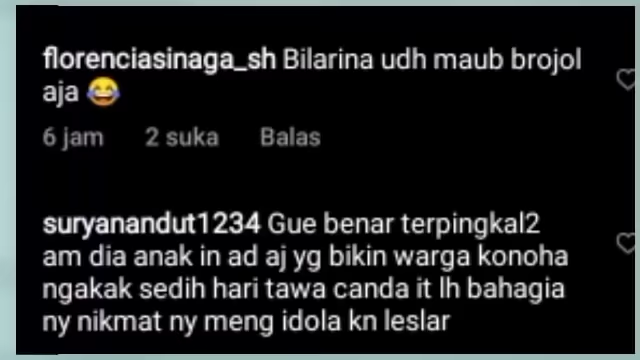 florenciasinaga_sh Bilarina udh maub brojol
aja 😂
6 jam 2 suka Balas
suryanandut1234 Gue benar terpingkal2
am dia anak in ad aj yg bikin warga konoha
ngakak sedih hari tawa canda it lh bahagia
ny nikmat ny meng idola kn leslar